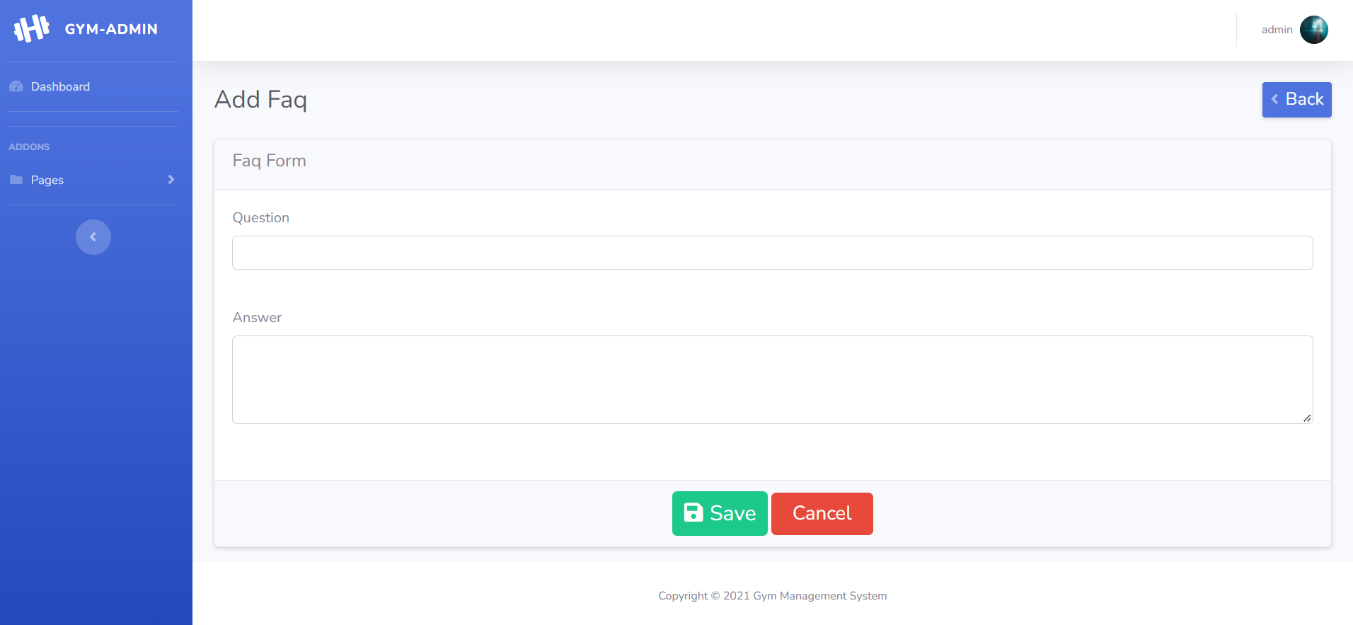 GYM-ADMIN
admin
Dashboard
ADDONS
Pages
Add Faq
Back
Faq Form
Question
Answer
Save
Cancel
Copyright © 2021 Gym Management System